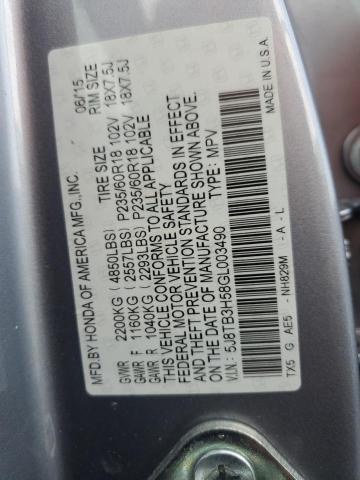 MFD.BY HONDA OF AMERICA MFG.,INC. 06/15
TIRE SIZE RIM SIZE
GVWR 2200KG ( 4850LBS)
GAWR F 1160KG ( 2557LBS) P235/60R18 102V 18X7.5J
GAWR R 1040KG ( 2293LBS) P235/60R18 102V 18X7.5J
THIS VEHICLE CONFORMS TO ALL APPLICABLE
FEDERAL MOTOR VEHICLE SAFETY
AND THEFT PREVENTION STANDARDS IN EFFECT
ON THE DATE OF MANUFACTURE SHOWN ABOVE.
V.I.N.: 5J8TB3H58GL003490 TYPE: MPV
TX5 G AE5 - NH829M - A - L MADE IN U.S.A.